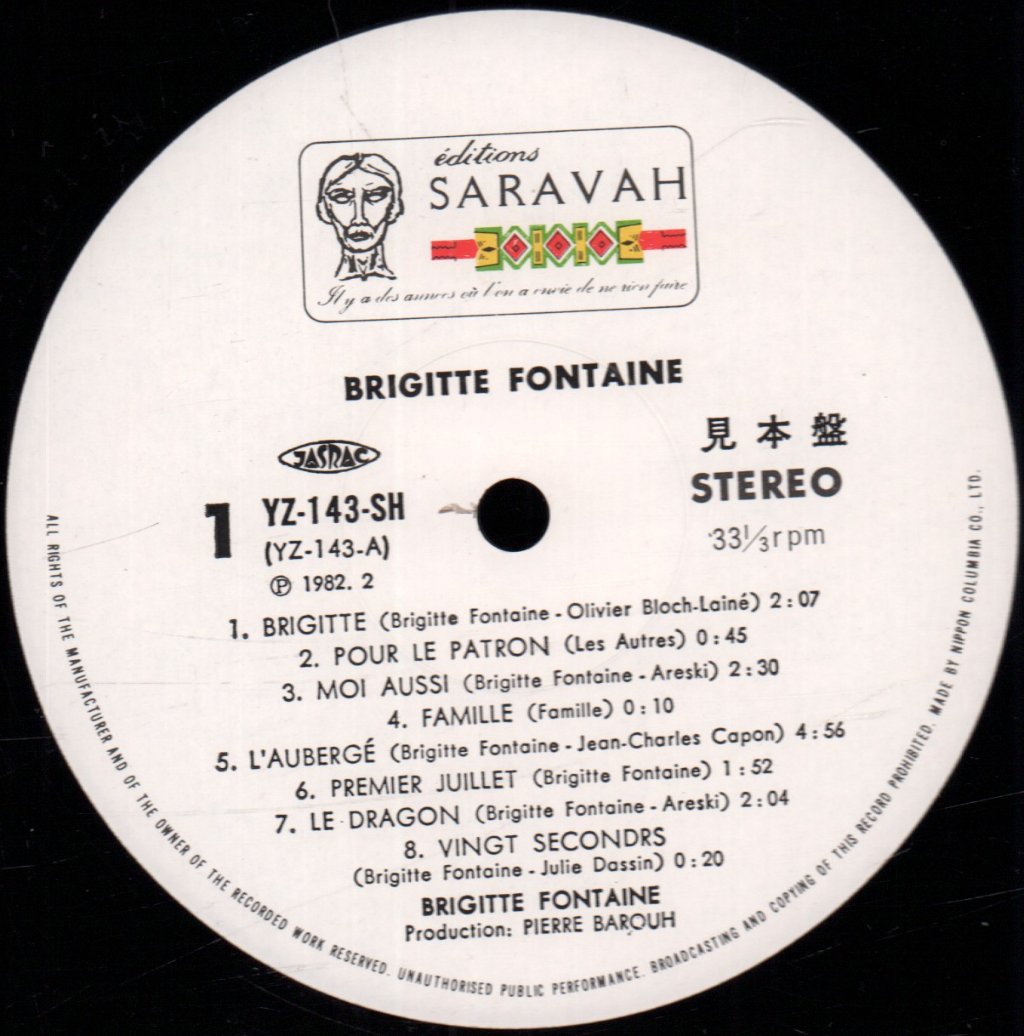 éditions
SARAVAH
Il y a des annees où l'on a envie de ne rien faire
BRIGITTE FONTAINE
JASRAC
見本盤
STEREO
1 YZ-143-SH
(YZ-143-A)
33 1/3 rpm
Ⓟ 1982. 2
1. BRIGITTE (Brigitte Fontaine - Olivier Bloch-Lainé) 2:07
2. POUR LE PATRON (Les Autres) 0:45
3. MOI AUSSI (Brigitte Fontaine - Areski) 2:30
4. FAMILLE (Famille) 0:10
5. L'AUBERGÉ (Brigitte Fontaine - Jean-Charles Capon) 4:56
6. PREMIER JUILLET (Brigitte Fontaine) 1:52
7. LE DRAGON (Brigitte Fontaine - Areski) 2:04
8. VINGT SECONDRS
(Brigitte Fontaine - Julie Dassin) 0:20
BRIGITTE FONTAINE
Production: PIERRE BAROUH
ALL RIGHTS OF THE MANUFACTURER AND OF THE OWNER OF THE RECORDED WORK RESERVED. UNAUTHORISED PUBLIC PERFORMANCE. BROADCASTING AND COPYING OF THIS RECORD PROHIBITED. MADE BY NIPPON COLUMBIA CO., LTD.